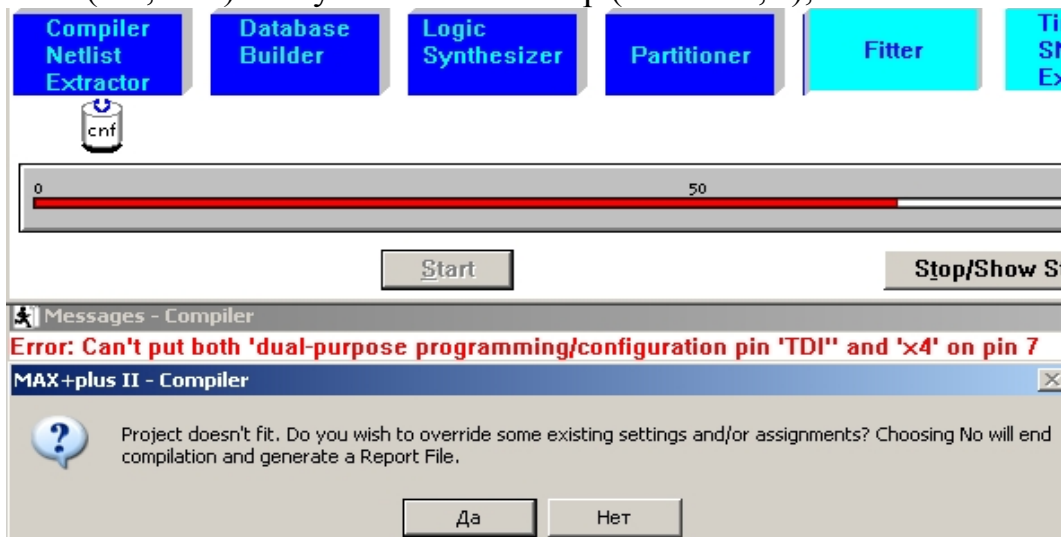 Compiler Netlist Extractor
Database Builder
Logic Synthesizer
Partitioner
Fitter
cnf
0 50
Start
Stop/Show
Messages - Compiler
Error: Can't put both 'dual-purpose programming/configuration pin 'TDI'' and 'x4' on pin 7
MAX+plus II - Compiler
Project doesn't fit. Do you wish to override some existing settings and/or assignments? Choosing No will end
compilation and generate a Report File.
Да Нет